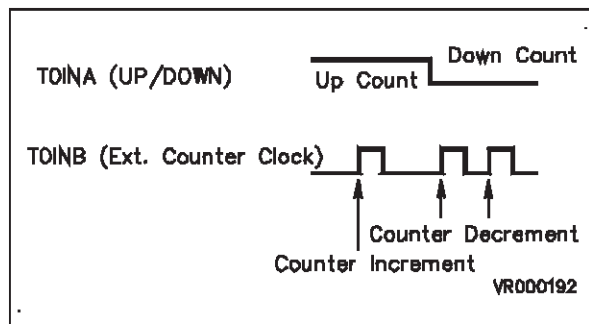 Down Count
TOINA (UP/DOWN)
Up Count
TOINB (Ext. Counter Clock)
Counter Decrement
Counter Increment
VR000192